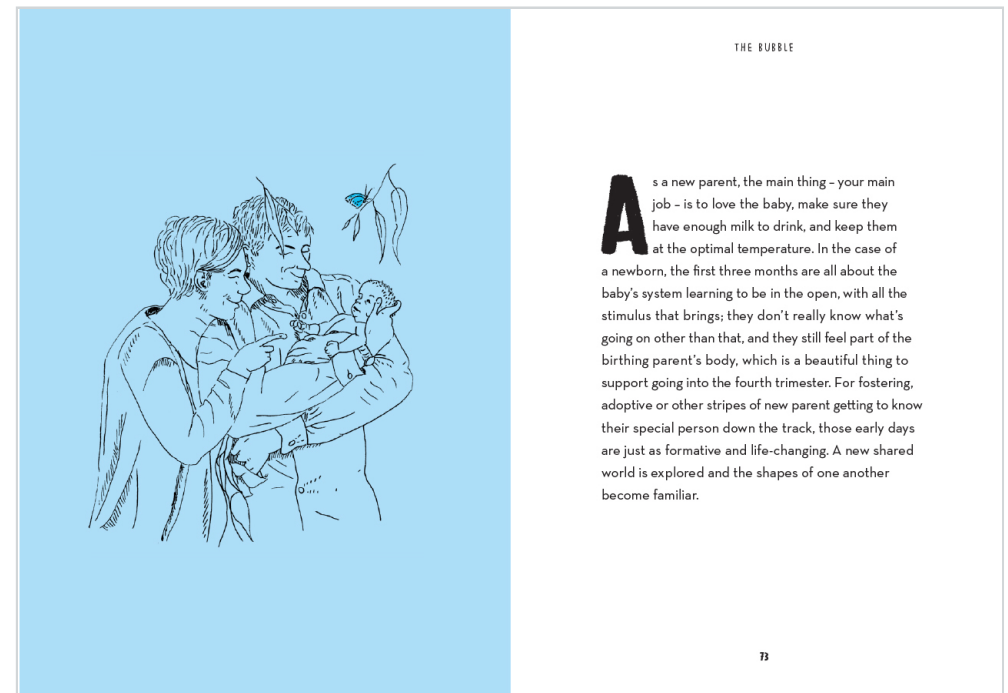 THE BUBBLE
As a new parent, the main thing – your main
job – is to love the baby, make sure they
have enough milk to drink, and keep them
at the optimal temperature. In the case of
a newborn, the first three months are all about the
baby’s system learning to be in the open, with all the
stimulus that brings; they don’t really know what’s
going on other than that, and they still feel part of the
birthing parent’s body, which is a beautiful thing to
support going into the fourth trimester. For fostering,
adoptive or other stripes of new parent getting to know
their special person down the track, those early days
are just as formative and life-changing. A new shared
world is explored and the shapes of one another
become familiar.
73